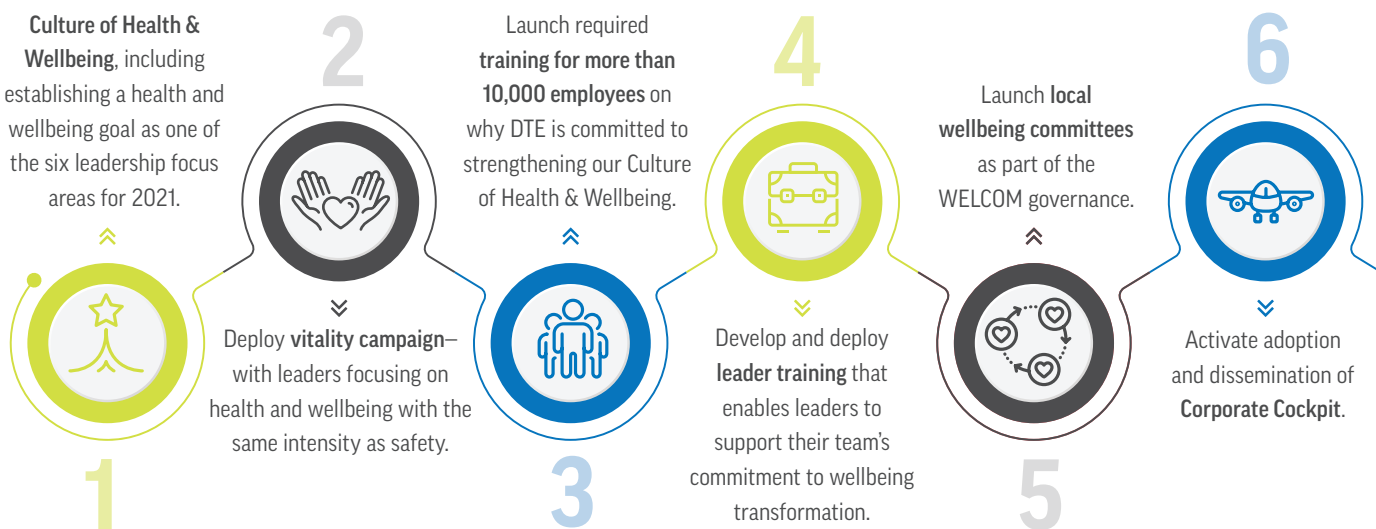 Culture of Health &
Wellbeing, including
establishing a health and
wellbeing goal as one of
the six leadership focus
areas for 2021.
1
2
Deploy vitality campaign–
with leaders focusing on
health and wellbeing with the
same intensity as safety.
Launch required
training for more than
10,000 employees on
why DTE is committed to
strengthening our Culture
of Health & Wellbeing.
3
4
Develop and deploy
leader training that
enables leaders to
support their team’s
commitment to wellbeing
transformation.
Launch local
wellbeing committees
as part of the
WELCOM governance.
5
6
Activate adoption
and dissemination of
Corporate Cockpit.